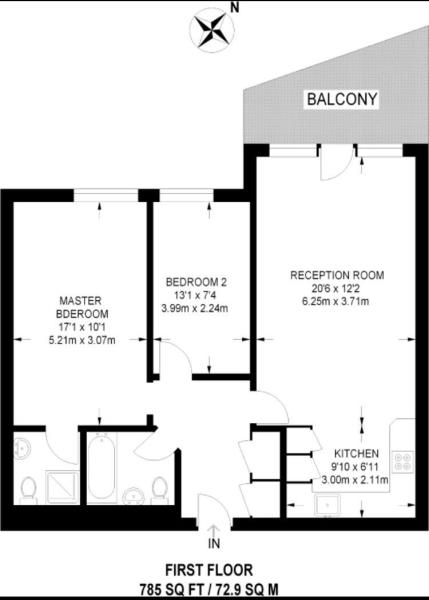 N
BALCONY
BEDROOM 2
13'1 x 7'4
3.99m x 2.24m
RECEPTION ROOM
20'6 x 12'2
6.25m x 3.71m
MASTER
BDEROOM
17'1 x 10'1
5.21m x 3.07m
KITCHEN
9'10 x 6'11
3.00m x 2.11m
IN
FIRST FLOOR
785 SQ FT / 72.9 SQ M